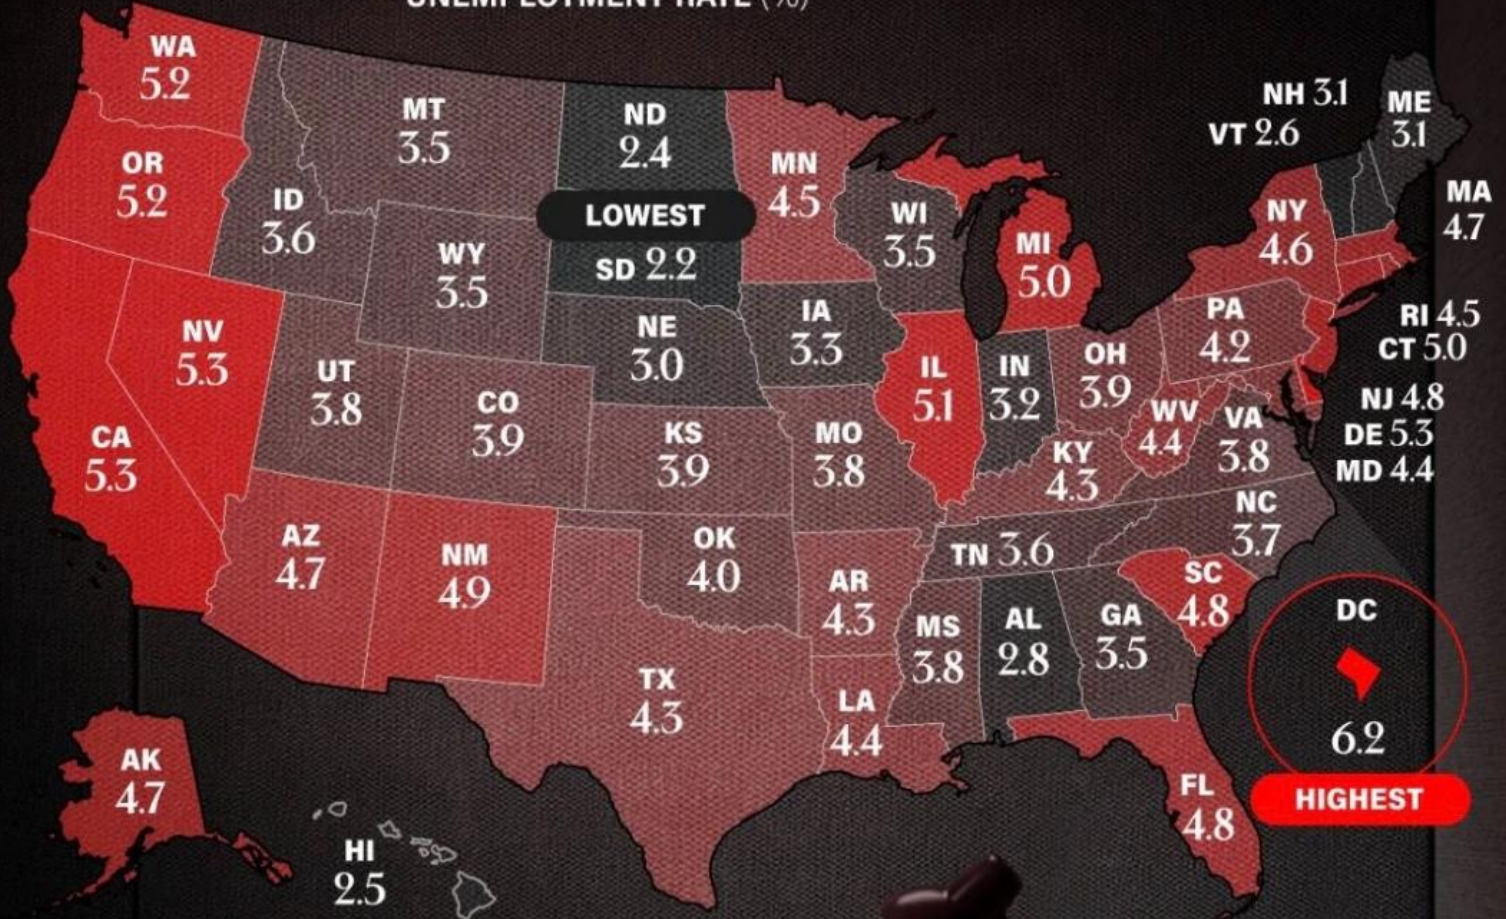 UNEMPLOYMENT RATE (%)
WA
5.2
OR
5.2
CA
5.3
NV
5.3
ID
3.6
MT
3.5
WY
3.5
UT
3.8
CO
3.9
AZ
4.7
NM
4.9
ND
2.4
LOWEST
SD 2.2
NE
3.0
KS
3.9
OK
4.0
TX
4.3
MN
4.5
IA
3.3
MO
3.8
AR
4.3
LA
4.4
WI
3.5
IL
5.1
MI
5.0
IN
3.2
OH
3.9
KY
4.3
TN 3.6
MS
3.8
AL
2.8
GA
3.5
FL
4.8
SC
4.8
NC
3.7
VA
3.8
WV
4.4
PA
4.2
NY
4.6
NH 3.1
VT 2.6
ME
3.1
MA
4.7
RI 4.5
CT 5.0
NJ 4.8
DE 5.3
MD 4.4
DC
6.2
HIGHEST
AK
4.7
HI
2.5